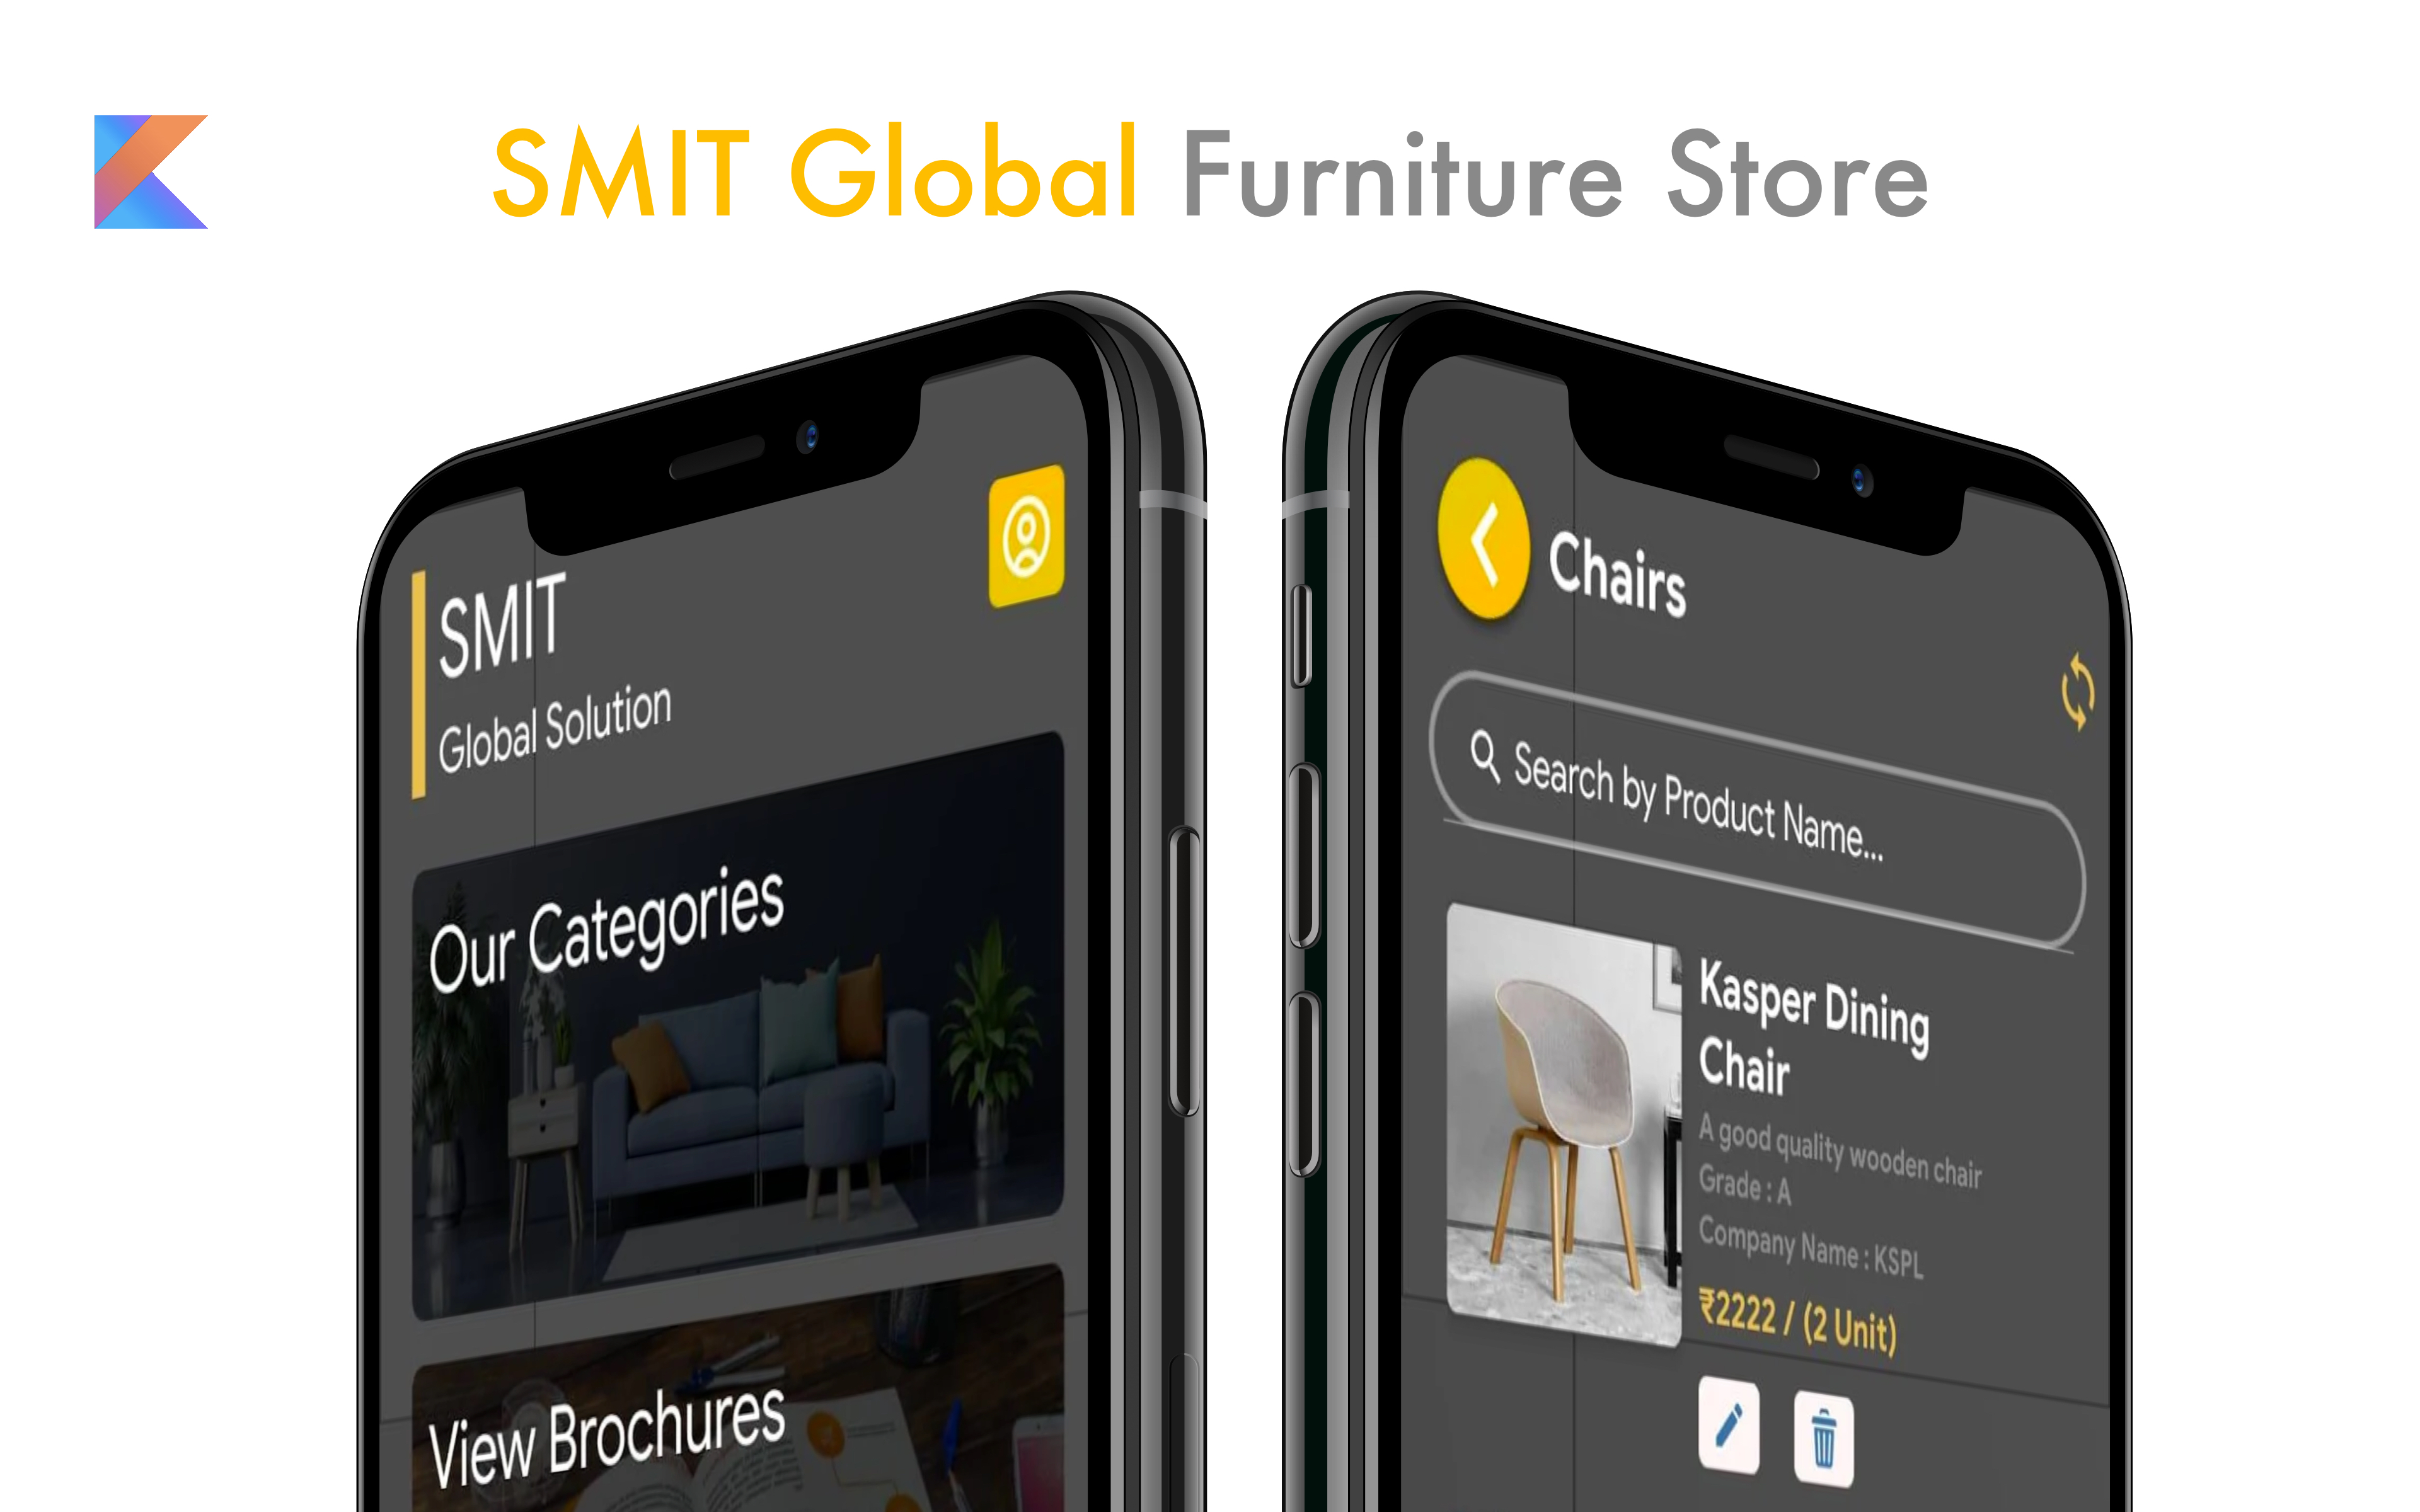 SMIT Global Furniture Store
SMIT
Global Solution
Our Categories
View Brochures
Chairs
Search by Product Name...
Kasper Dining
Chair
A good quality wooden chair
Grade : A
Company Name : KSPL
₹2222 / (2 Unit)